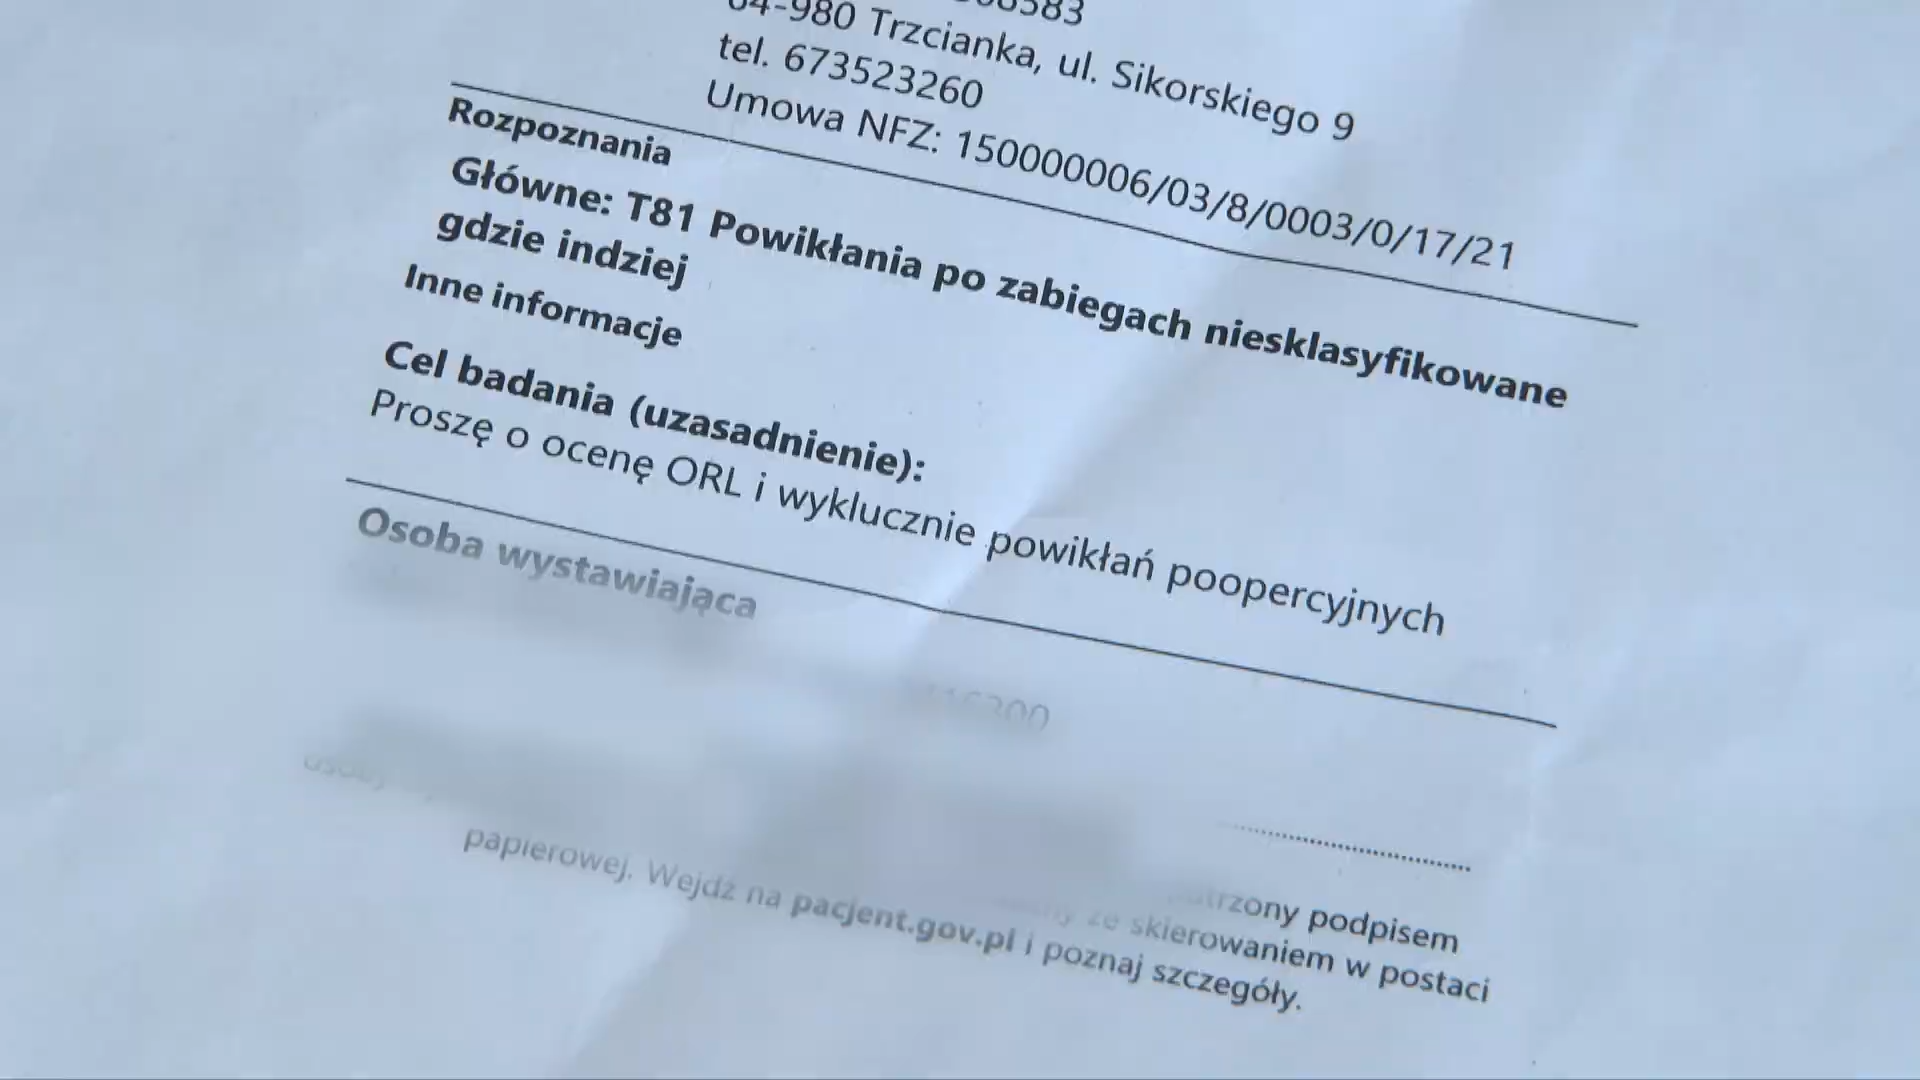 64-980 Trzcianka, ul. Sikorskiego 9
tel. 673523260
Umowa NFZ: 150000006/03/8/0003/0/17/21
Rozpoznania
Główne: T81 Powikłania po zabiegach niesklasyfikowane
gdzie indziej
Inne informacje
Cel badania (uzasadnienie):
Proszę o ocenę ORL i wyklucznie powikłań poopercyjnych
Osoba wystawiająca
podpisem
ze skierowaniem w postaci
papierowej. Wejdź na pacjent.gov.pl i poznaj szczegóły.